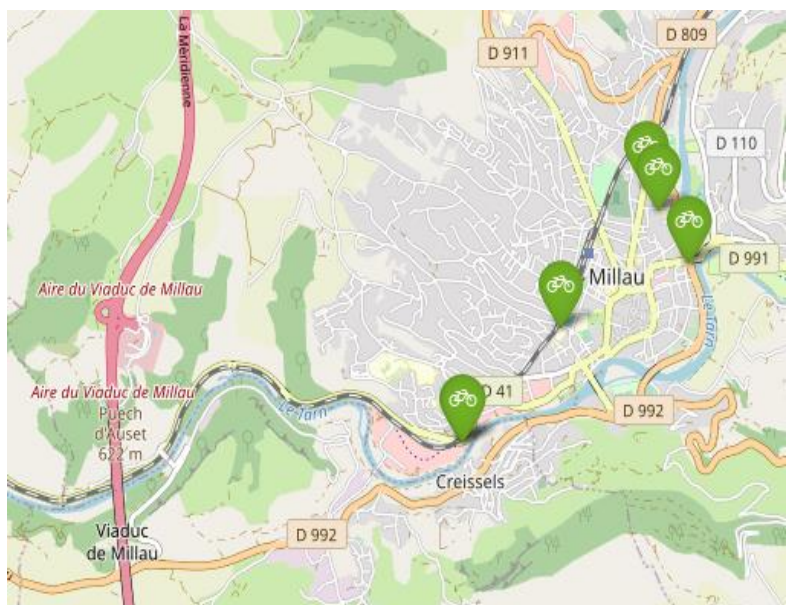 La Méridienne
D 809
D 911
D 110
D 991
Millau
Aire du Viaduc de Millau
Le Tarn
Aire du Viaduc de Millau
D 41
Le Tarn
Puech
d'Auset
622 m
D 992
Creissels
D 992
Viaduc
de Millau